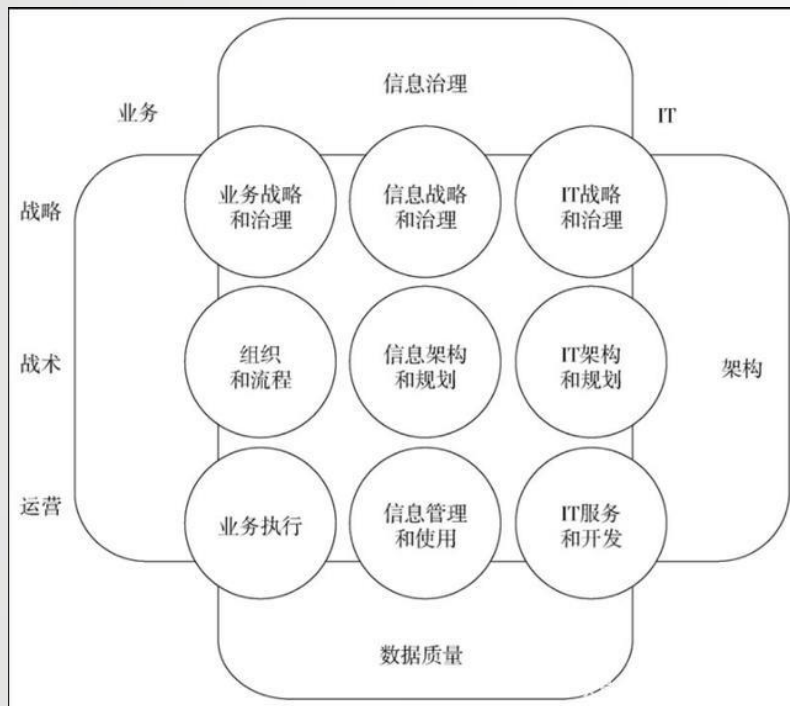 信息治理
业务
IT
战略
业务战略
和治理
信息战略
和治理
IT战略
和治理
战术
组织
和流程
信息架构
和规划
IT架构
和规划
架构
运营
业务执行
信息管理
和使用
IT服务
和开发
数据质量